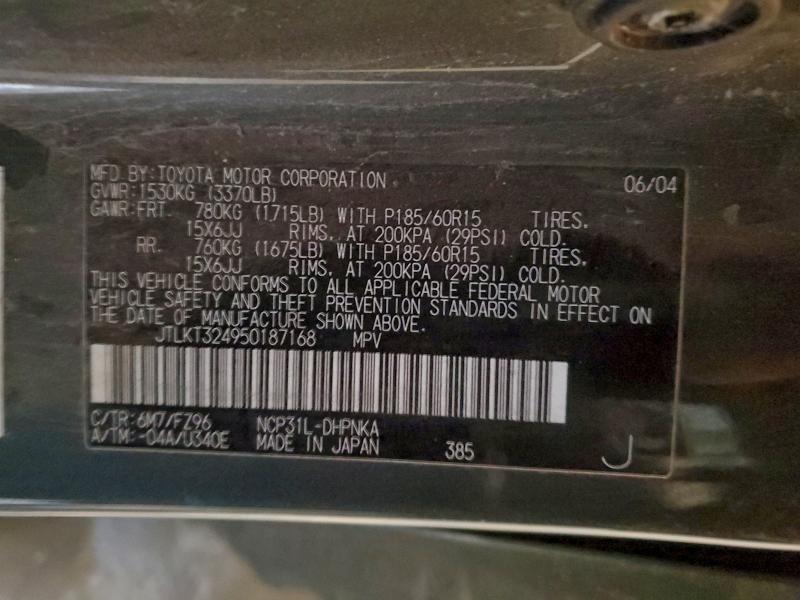 MFD BY: TOYOTA MOTOR CORPORATION 06/04
GVWR: 1530KG (3370LB)
GAWR: FRT. 780KG (1715LB) WITH P185/60R15 TIRES.
15X6JJ RIMS, AT 200KPA (29PSI) COLD.
RR. 760KG (1675LB) WITH P185/60R15 TIRES.
15X6JJ RIMS, AT 200KPA (29PSI) COLD.
THIS VEHICLE CONFORMS TO ALL APPLICABLE FEDERAL MOTOR
VEHICLE SAFETY AND THEFT PREVENTION STANDARDS IN EFFECT ON
THE DATE OF MANUFACTURE SHOWN ABOVE.
JTLKT324950187168 MPV
C/TR: 6M7/FZ96 NCP31L-DHPNKA
A/TM: -04A/U340E MADE IN JAPAN 385 J